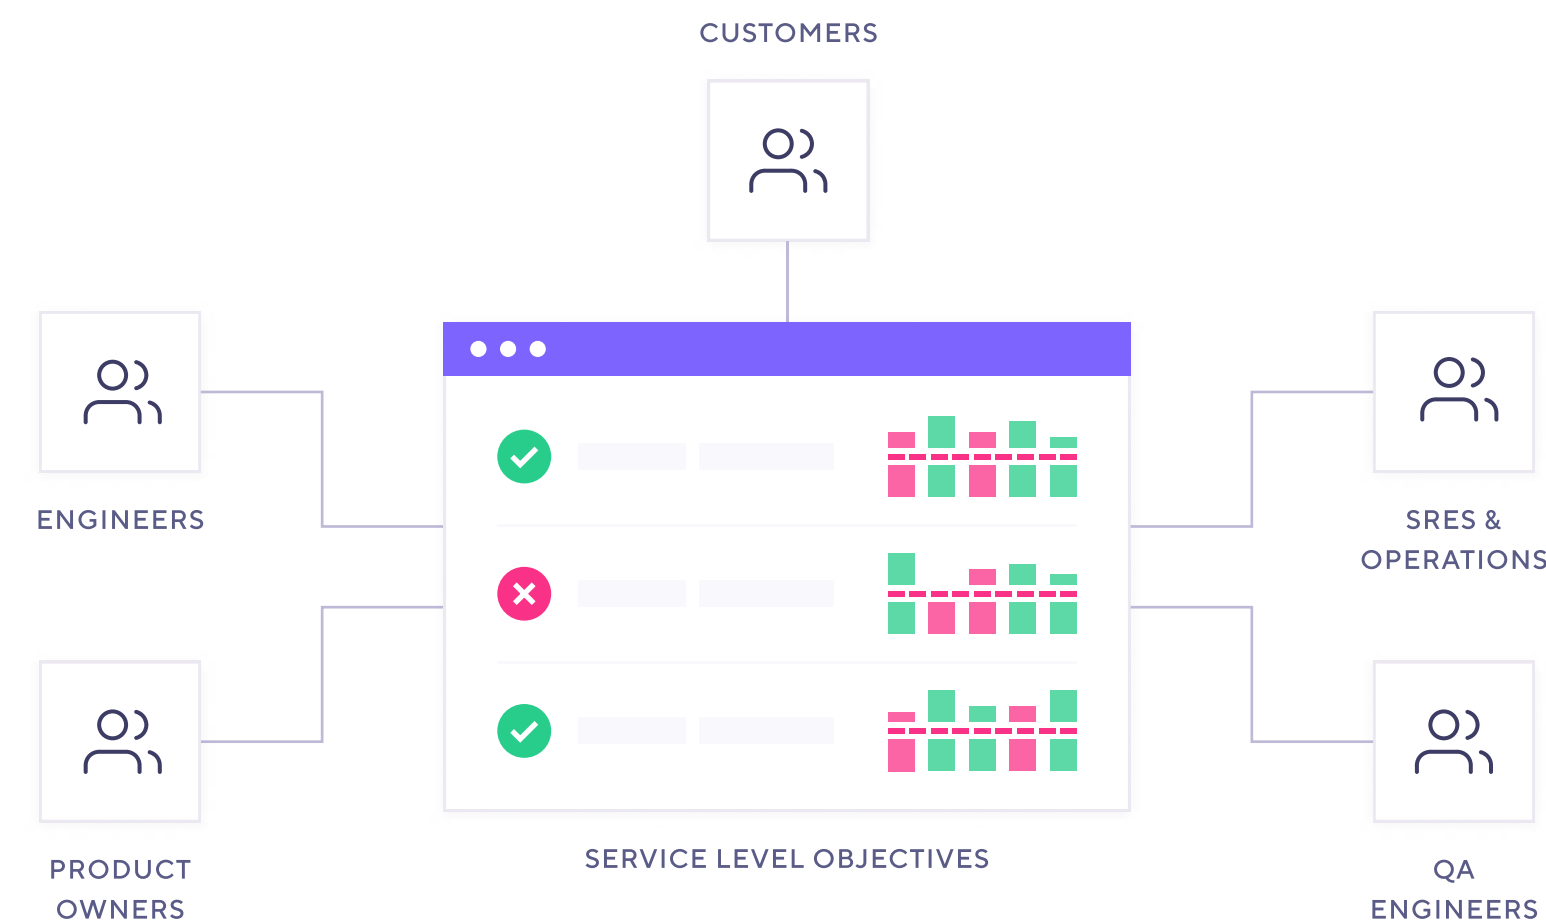 CUSTOMERS
ENGINEERS
SRES &
OPERATIONS
PRODUCT
OWNERS
SERVICE LEVEL OBJECTIVES
QA
ENGINEERS